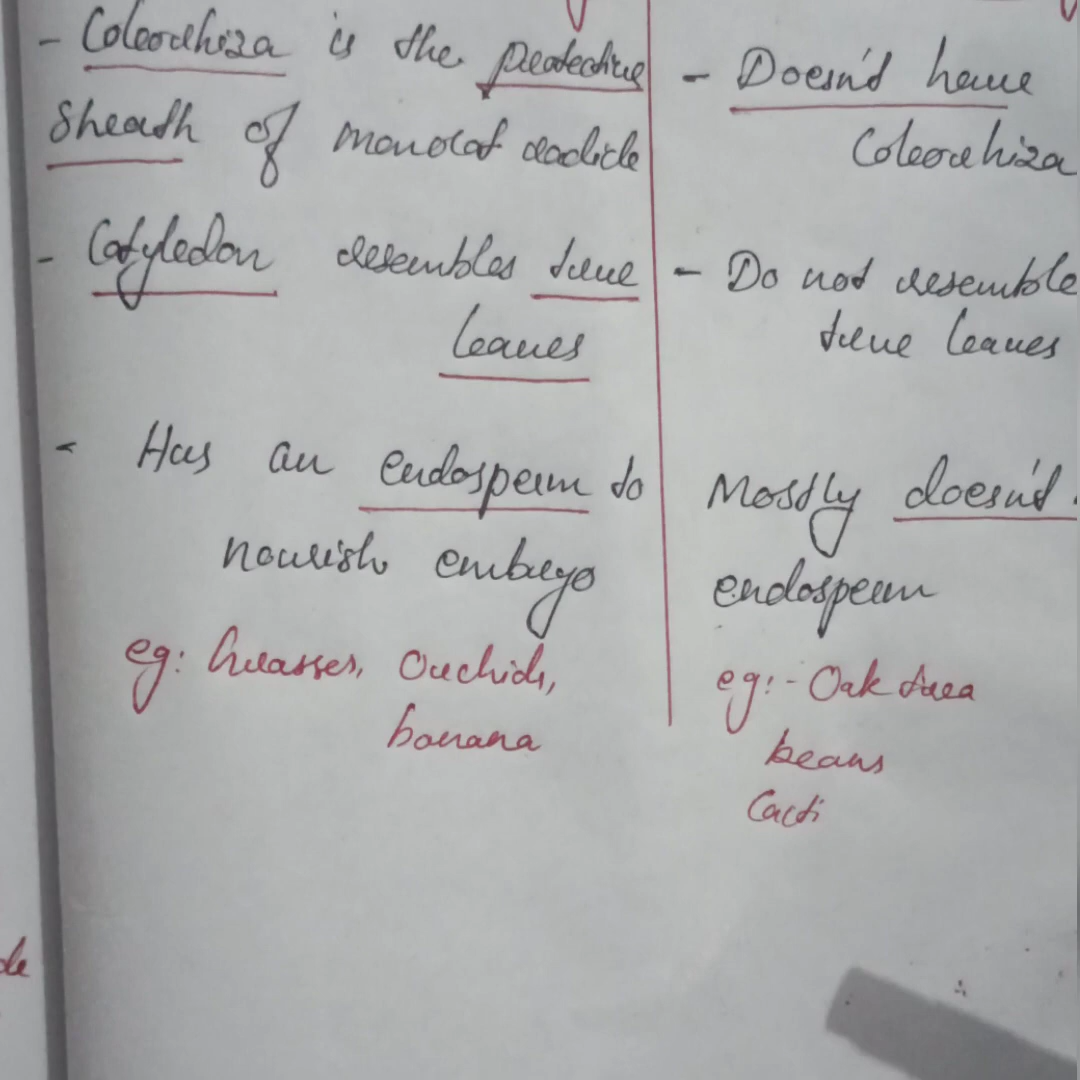 - Coleorhiza is the protective
sheath of monocot radicle
- Cotyledon resembles true
leaves
- Has an endosperm to
nourish embryo
eg: Grasses, Orchids,
banana
- Doesn't have
Coleorhiza
- Do not resemble
true leaves
Mostly doesn't
endosperm
eg:- Oak tree
beans
Cacti